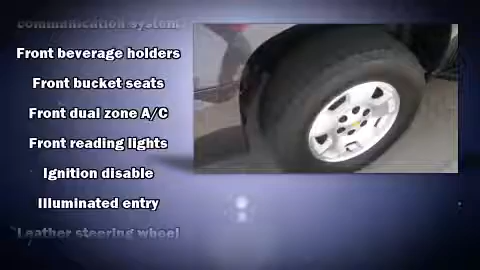 communication system
Front beverage holders
Front bucket seats
Front dual zone A/C
Front reading lights
Ignition disable
Illuminated entry
Leather steering wheel